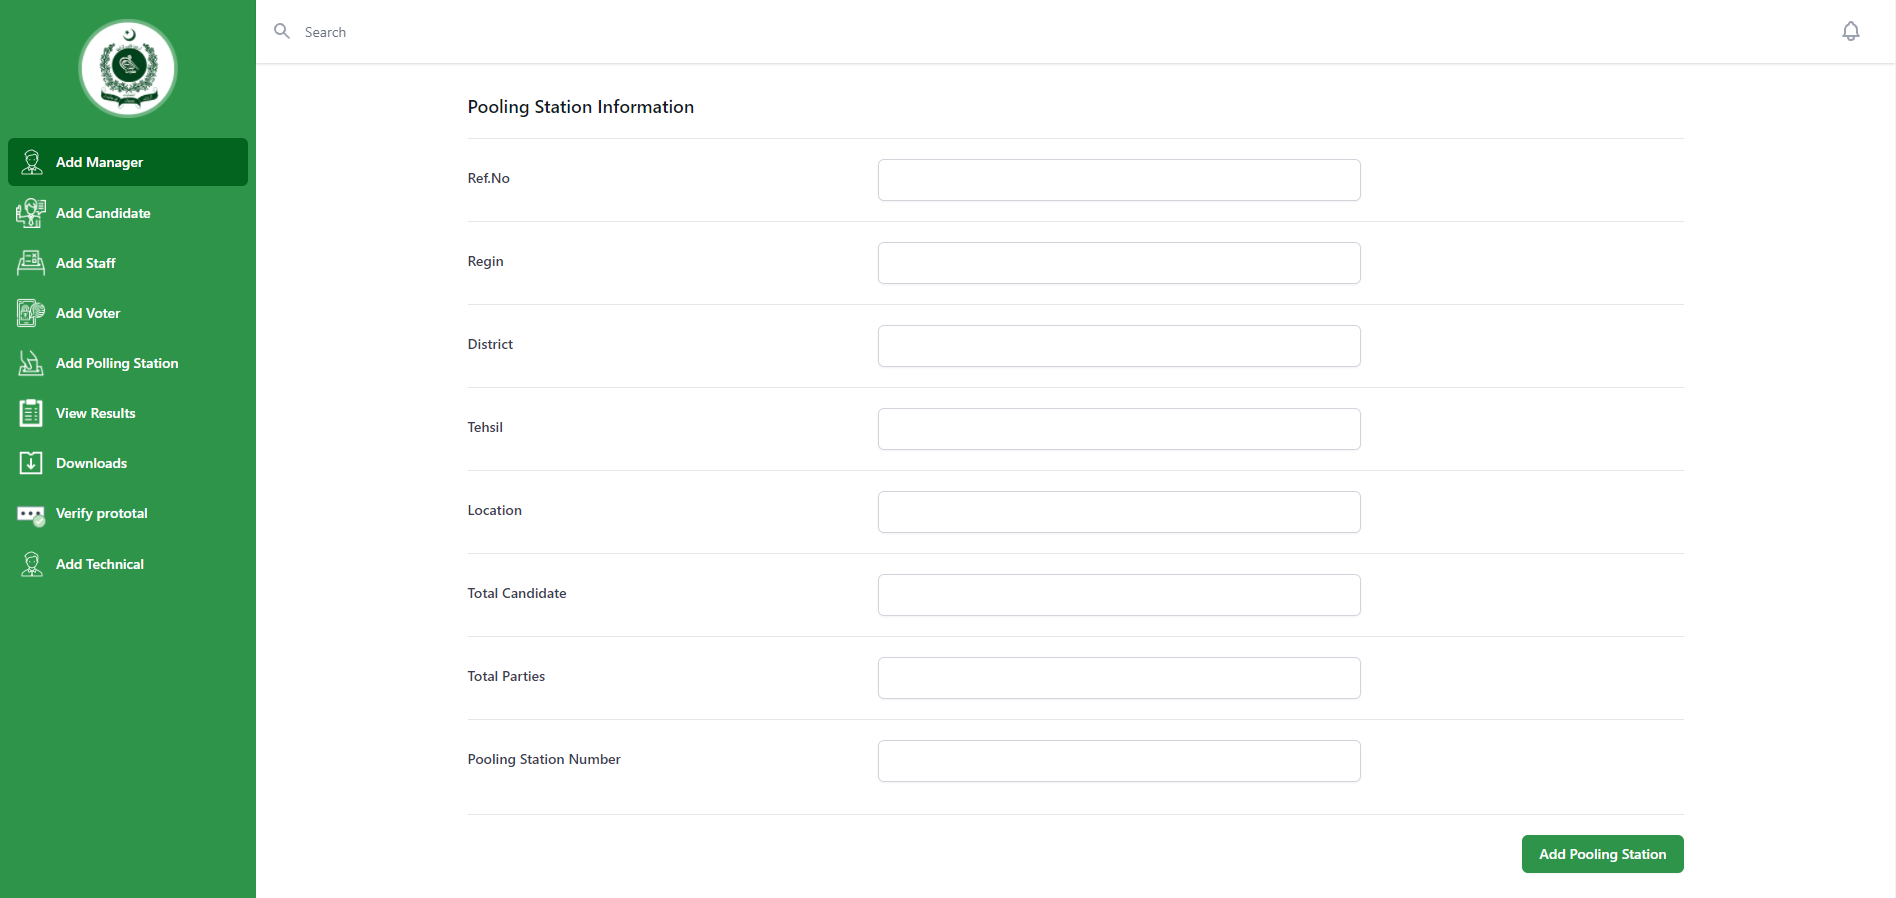 Search
Add Manager
Add Candidate
Add Staff
Add Voter
Add Polling Station
View Results
Downloads
Verify prototal
Add Technical
Pooling Station Information
Ref.No
Regin
District
Tehsil
Location
Total Candidate
Total Parties
Pooling Station Number
Add Pooling Station